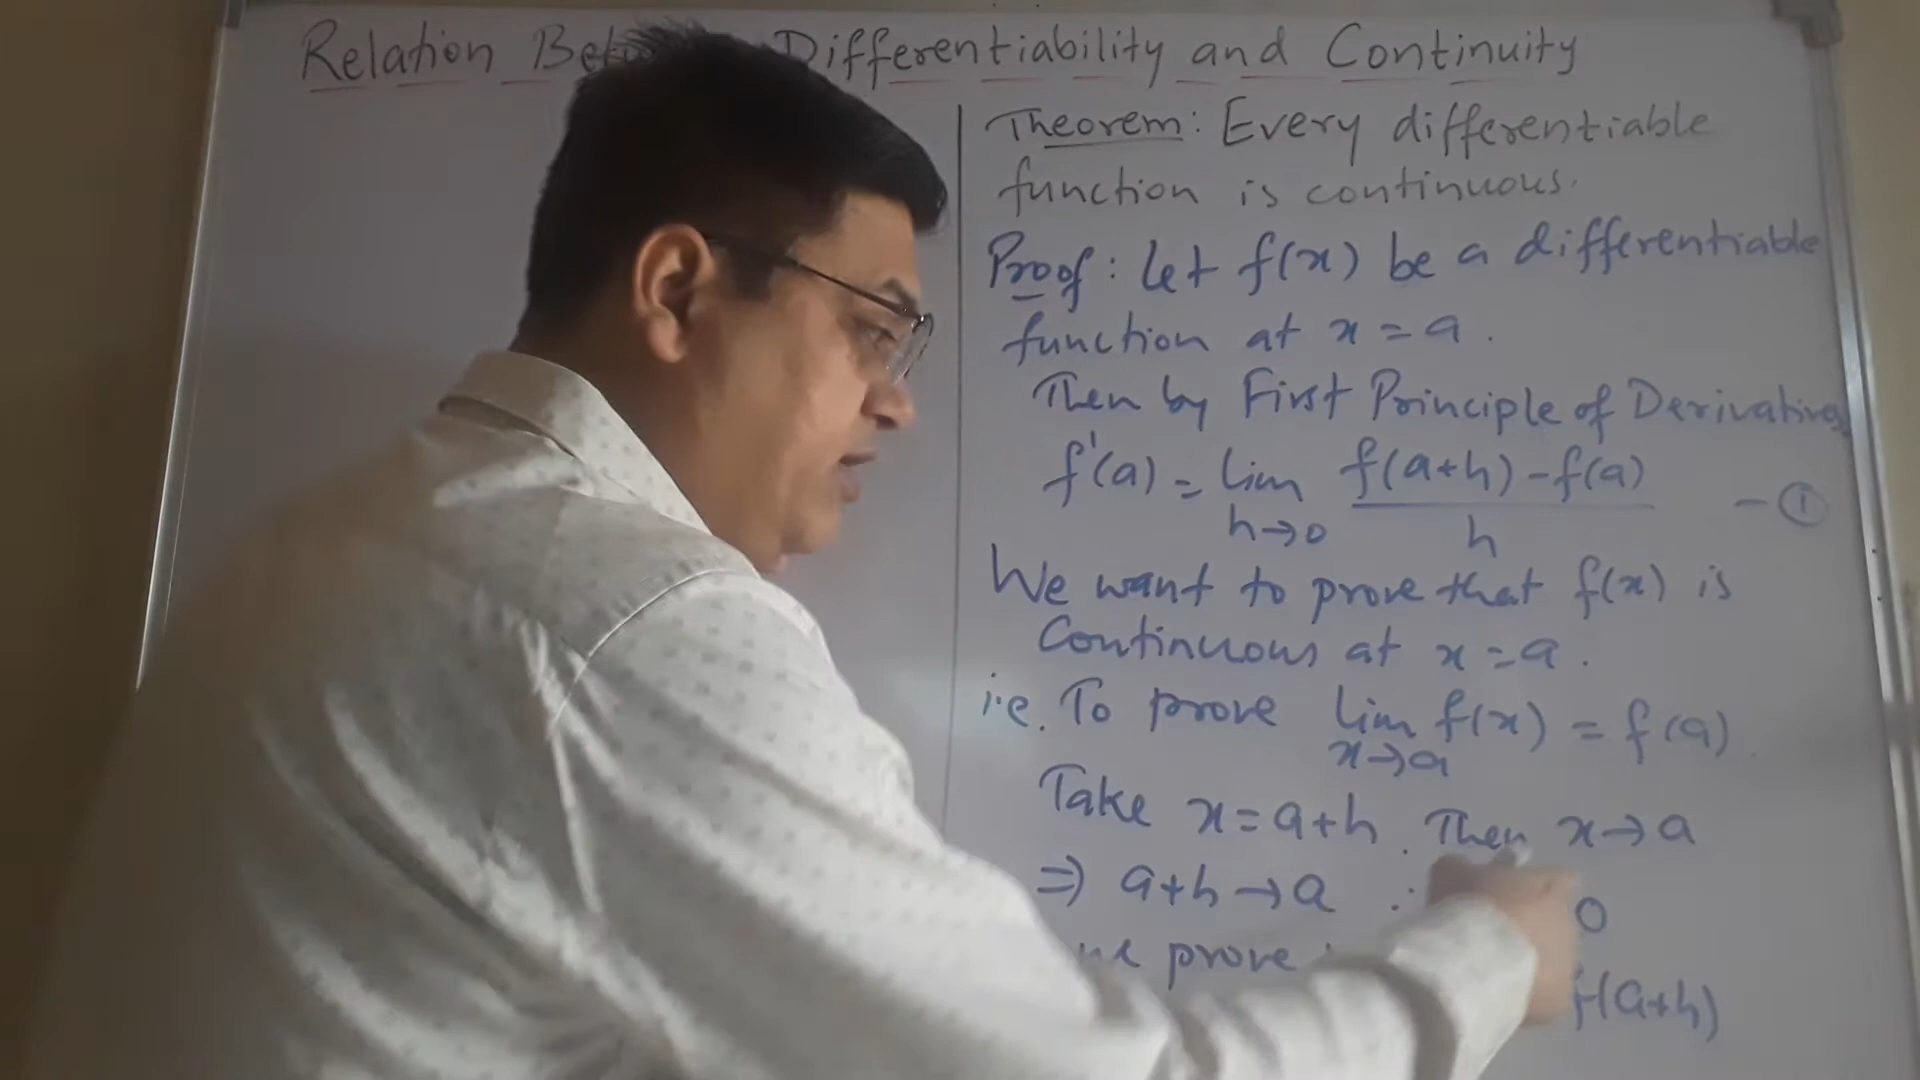 Relation Differentiability and Continuity
Theorem: Every differentiable
function is continuous.
Proof: Let f(x) be a differentiable
function at x = a.
Then by First Principle of Derivatives
f'(a) = lim h→0 f(a+h) - f(a) / h - ①
We want to prove that f(x) is
Continuous at x = a.
i.e. To prove lim x→a f(x) = f(a)
Take x = a+h. Then x→a
⇒ a+h → a 0
prove
f(a+h)